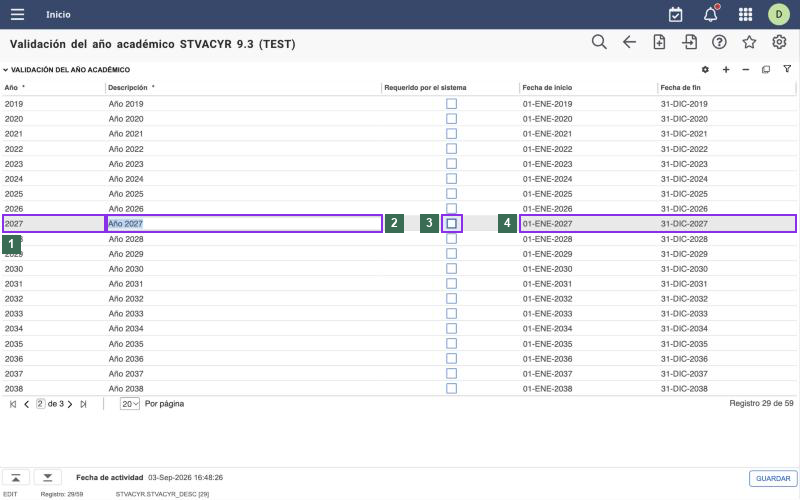 Inicio
D
Validación del año académico STVACYR 9.3 (TEST)
VALIDACIÓN DEL AÑO ACADÉMICO
Año * Descripción * Requerido por el sistema Fecha de inicio Fecha de fin
2019 Año 2019 01-ENE-2019 31-DIC-2019
2020 Año 2020 01-ENE-2020 31-DIC-2020
2021 Año 2021 01-ENE-2021 31-DIC-2021
2022 Año 2022 01-ENE-2022 31-DIC-2022
2023 Año 2023 01-ENE-2023 31-DIC-2023
2024 Año 2024 01-ENE-2024 31-DIC-2024
2025 Año 2025 01-ENE-2025 31-DIC-2025
2026 Año 2026 01-ENE-2026 31-DIC-2026
2027 Año 2027 2 3 4 01-ENE-2027 31-DIC-2027
1 Año 2028 01-ENE-2028 31-DIC-2028
2029 Año 2029 01-ENE-2029 31-DIC-2029
2030 Año 2030 01-ENE-2030 31-DIC-2030
2031 Año 2031 01-ENE-2031 31-DIC-2031
2032 Año 2032 01-ENE-2032 31-DIC-2032
2033 Año 2033 01-ENE-2033 31-DIC-2033
2034 Año 2034 01-ENE-2034 31-DIC-2034
2035 Año 2035 01-ENE-2035 31-DIC-2035
2036 Año 2036 01-ENE-2036 31-DIC-2036
2037 Año 2037 01-ENE-2037 31-DIC-2037
2038 Año 2038 01-ENE-2038 31-DIC-2038
2 de 3 20 Por página Registro 29 de 59
Fecha de actividad 03-Sep-2026 16:48:26 GUARDAR
EDIT Registro: 29/59 STVACYR.STVACYR_DESC [29]